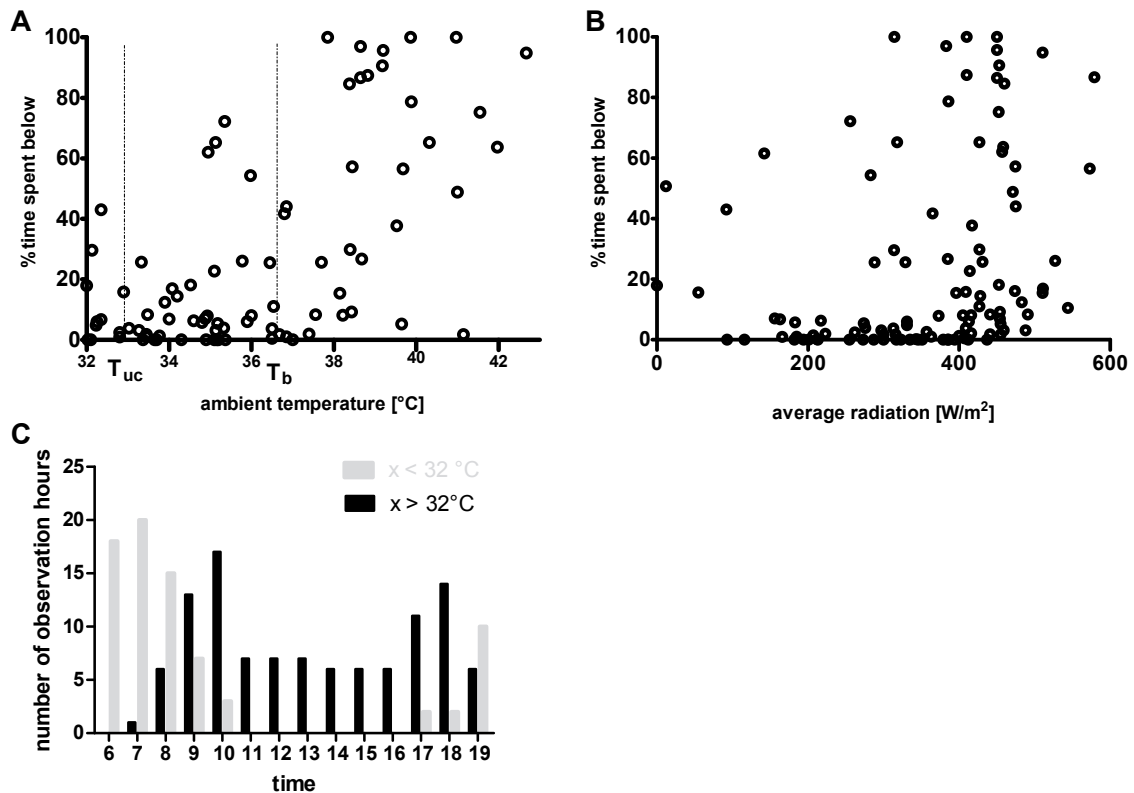 A
100
80
60
40
20
0
% time spent below
32
34
36
38
40
42
Tuc
Tb
ambient temperature [°C]
B
100
80
60
40
20
0
% time spent below
0
200
400
600
average radiation [W/m²]
C
25
20
15
10
5
0
number of observation hours
x < 32 °C
x > 32°C
6 7 8 9 10 11 12 13 14 15 16 17 18 19
time